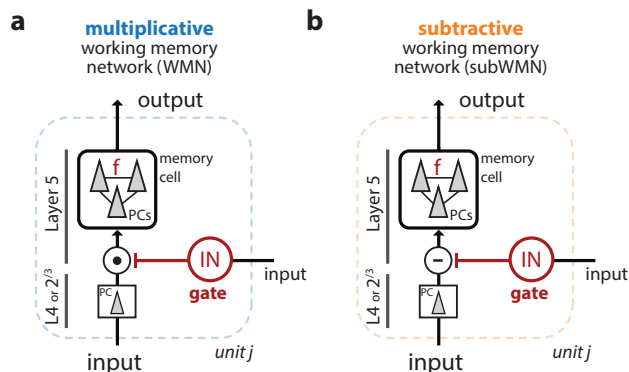 a
multiplicative
working memory
network (WMN)
output
f
PCs
memory
cell
Layer 5
IN
gate
input
L4 or 2/3
PC
input
unit j
b
subtractive
working memory
network (subWMN)
output
f
PCs
memory
cell
Layer 5
−
IN
gate
input
L4 or 2/3
PC
input
unit j